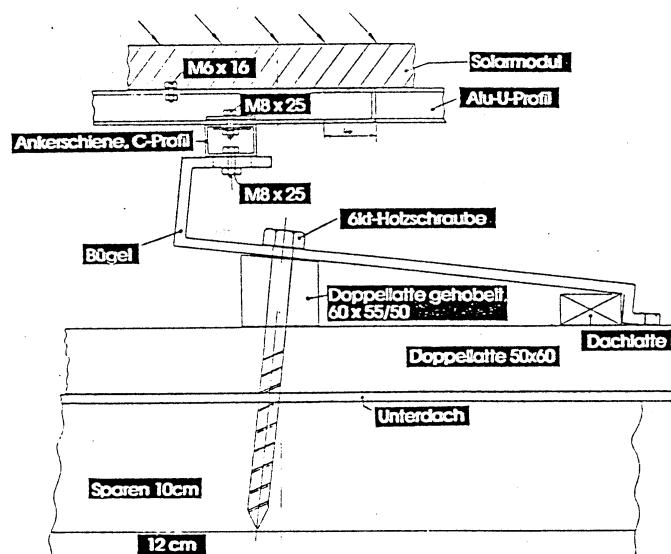 Solarmodul
M6 x 16
Alu-U-Profil
M8 x 25
Ankerschiene, C-Profil
M8 x 25
6kt-Holzschraube
Bügel
Doppellatte gehobelt,
60 x 55/50
Dachlatte
Doppellatte 50x60
Unterdach
Sparen 10cm
12 cm